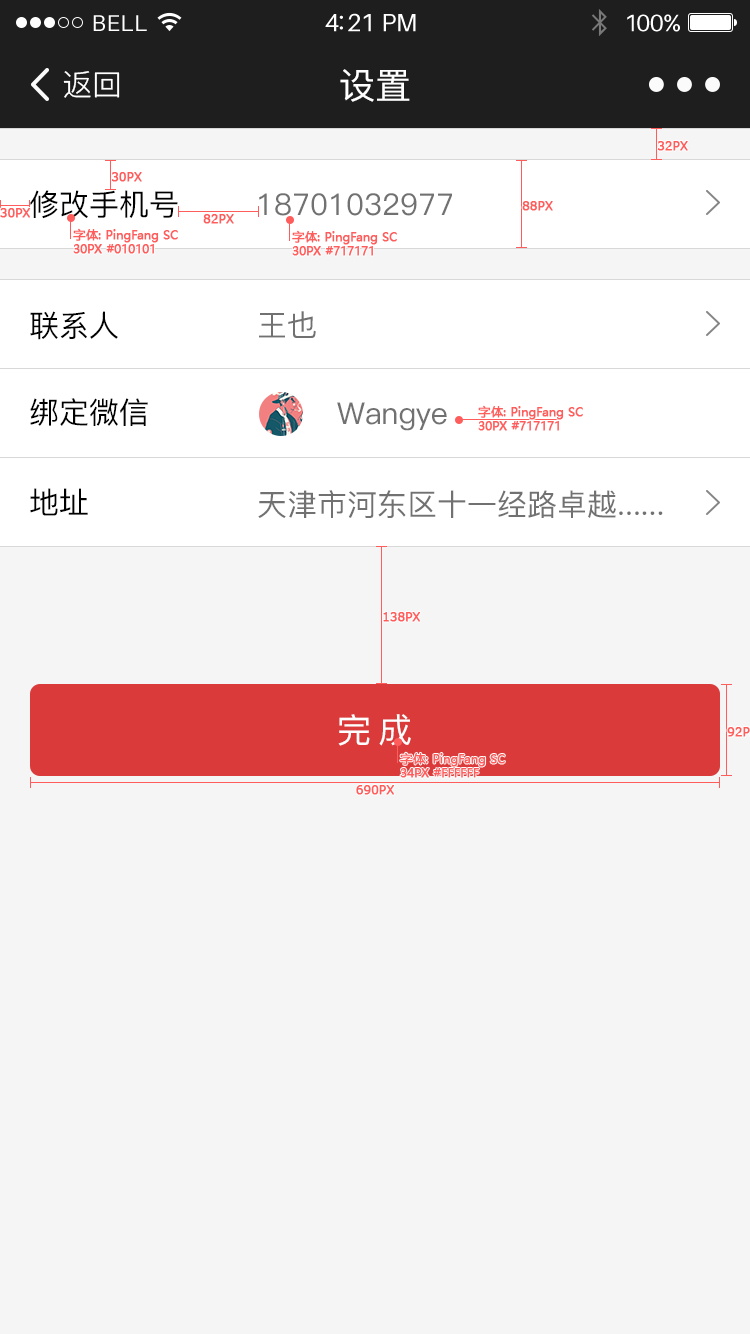 BELL 4:21 PM 100%
返回 设置
32PX
30PX
30PX 修改手机号 82PX 18701032977 88PX
字体: PingFang SC
30PX #010101
字体: PingFang SC
30PX #717171
联系人 王也
绑定微信 Wangye
字体: PingFang SC
30PX #717171
地址 天津市河东区十一经路卓越......
138PX
完成
92P
字体: PingFang SC
34PX #FFFFFF
690PX